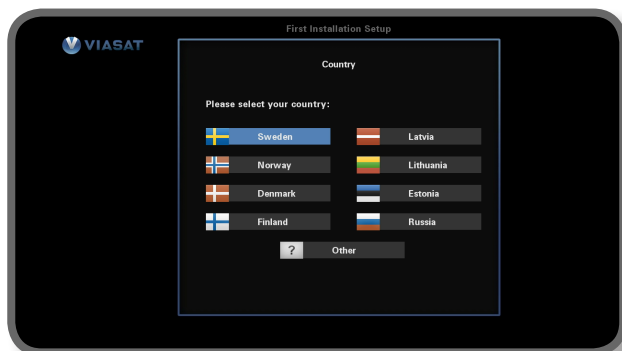 First Installation Setup
VIASAT
Country
Please select your country:
Sweden
Latvia
Norway
Lithuania
Denmark
Estonia
Finland
Russia
?
Other